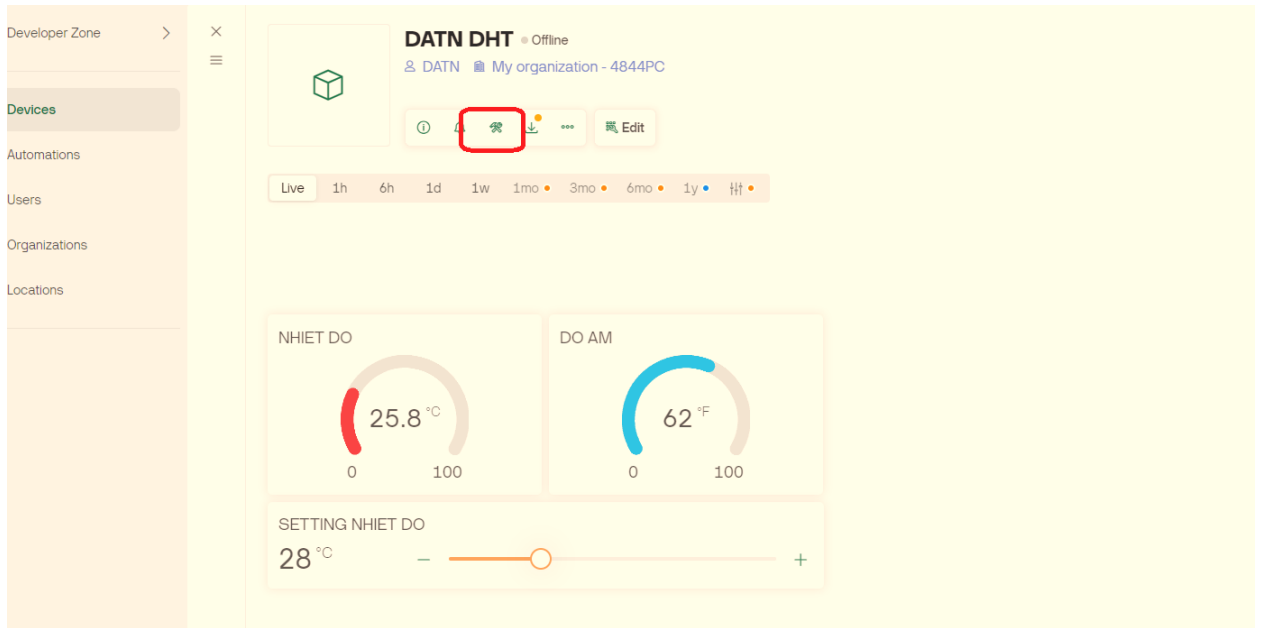 Developer Zone
Devices
Automations
Users
Organizations
Locations
DATN DHT Offline
DATN My organization - 4844PC
Edit
Live 1h 6h 1d 1w 1mo 3mo 6mo 1y
NHIET DO
25.8 °C
0 100
DO AM
62 °F
0 100
SETTING NHIET DO
28 °C